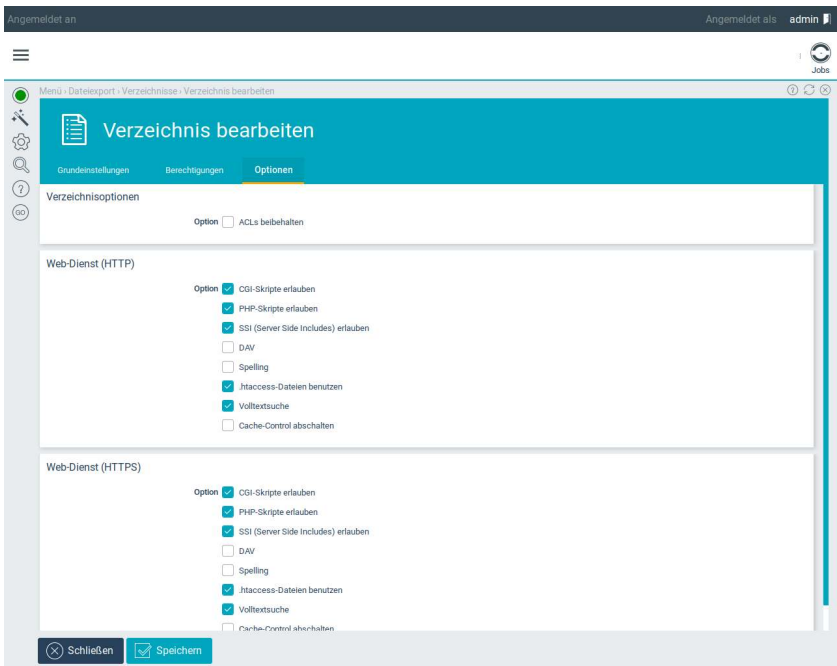 Angemeldet an
Angemeldet als admin
Jobs
Menü › Dateiexport › Verzeichnisse › Verzeichnis bearbeiten
Verzeichnis bearbeiten
Grundeinstellungen Berechtigungen Optionen
GO
Verzeichnisoptionen
Option ACLs beibehalten
Web-Dienst (HTTP)
Option CGI-Skripte erlauben
PHP-Skripte erlauben
SSI (Server Side Includes) erlauben
DAV
Spelling
.htaccess-Dateien benutzen
Volltextsuche
Cache-Control abschalten
Web-Dienst (HTTPS)
Option CGI-Skripte erlauben
PHP-Skripte erlauben
SSI (Server Side Includes) erlauben
DAV
Spelling
.htaccess-Dateien benutzen
Volltextsuche
Cache-Control abschalten
Schließen Speichern